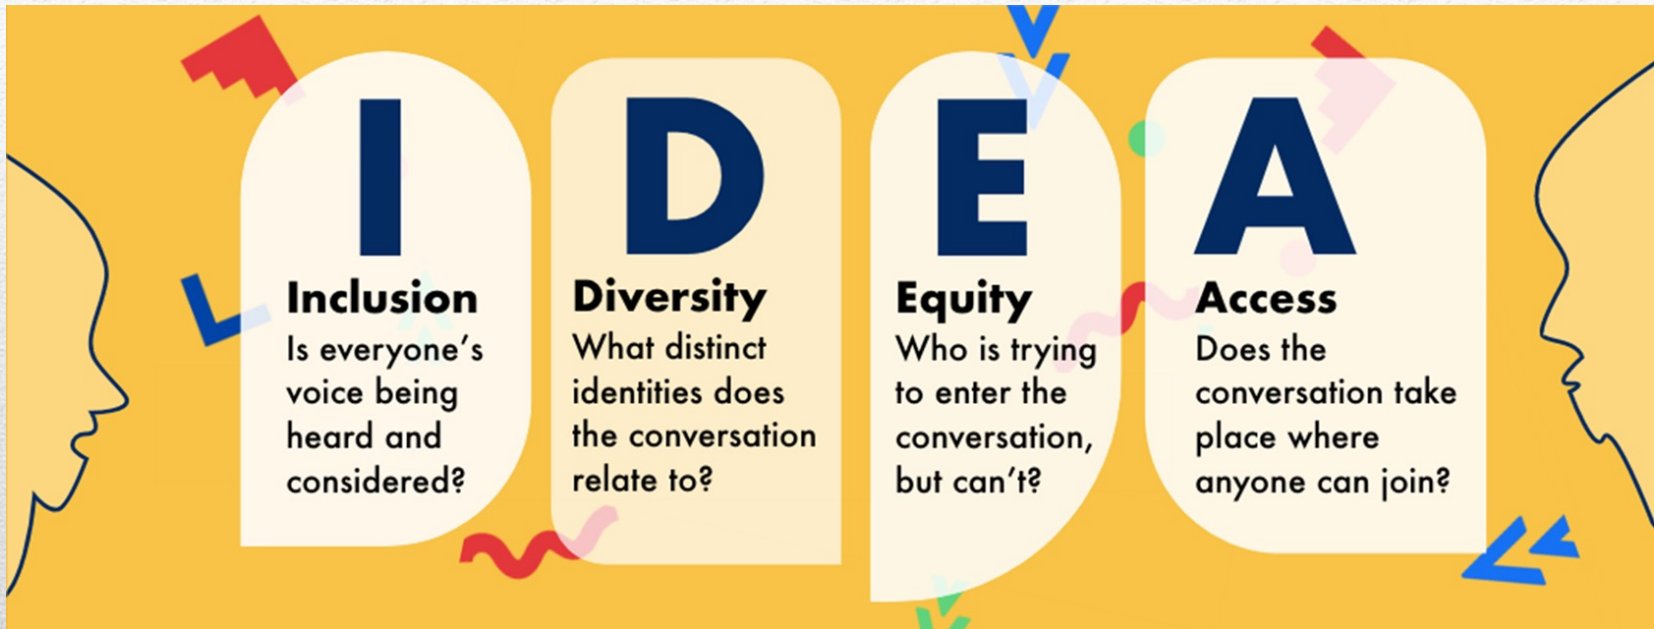 I
Inclusion
Is everyone's
voice being
heard and
considered?
D
Diversity
What distinct
identities does
the conversation
relate to?
E
Equity
Who is trying
to enter the
conversation,
but can't?
A
Access
Does the
conversation take
place where
anyone can join?